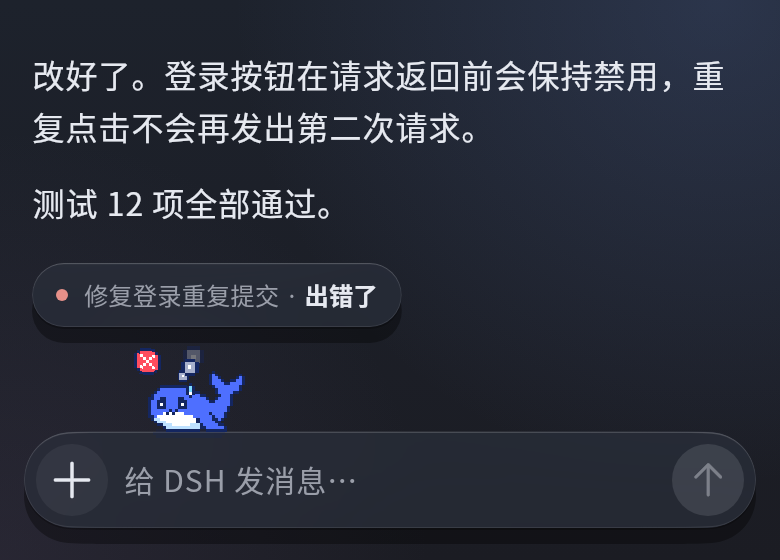 改好了。登录按钮在请求返回前会保持禁用，重
复点击不会再发出第二次请求。
测试 12 项全部通过。
修复登录重复提交 · 出错了
给 DSH 发消息…